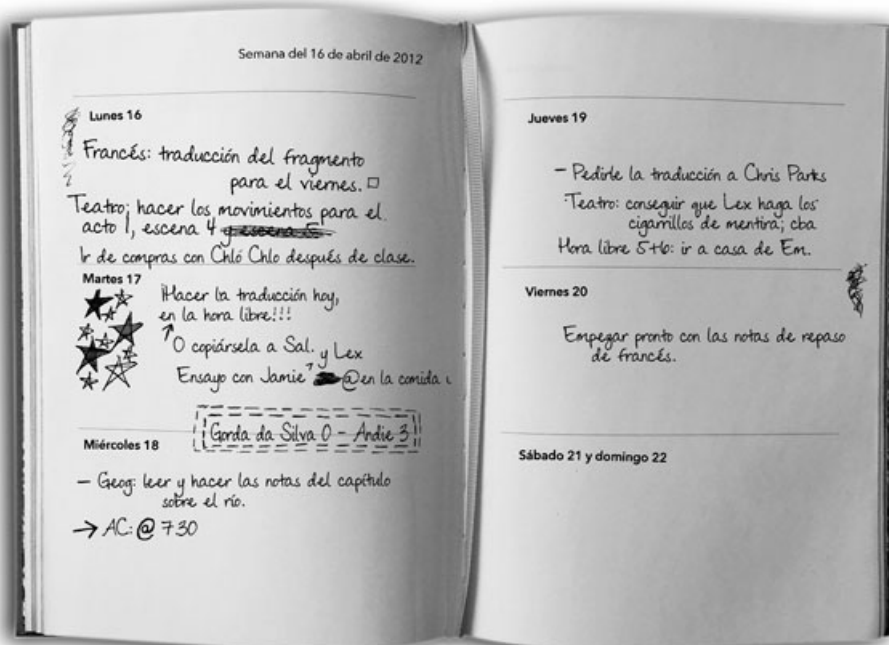 Semana del 16 de abril de 2012
Lunes 16
Francés: traducción del fragmento
para el viernes.
Teatro; hacer los movimientos para el
acto 1, escena 4 y escena 5
Ir de compras con Chlo Chlo después de clase.
Martes 17
¡Hacer la traducción hoy,
en la hora libre!!!
O copiársela a Sal.
Ensayo con Jamie y Lex @ en la comida
Gorda da Silva 0 – Andie 3
Miércoles 18
– Geog: leer y hacer las notas del capítulo
sobre el río.
→ AC: @ 730
Jueves 19
– Pedirle la traducción a Chris Parks
Teatro: conseguir que Lex haga los
cigarrillos de mentira; cba
Hora libre 5+6: ir a casa de Em.
Viernes 20
Empezar pronto con las notas de repaso
de francés.
Sábado 21 y domingo 22